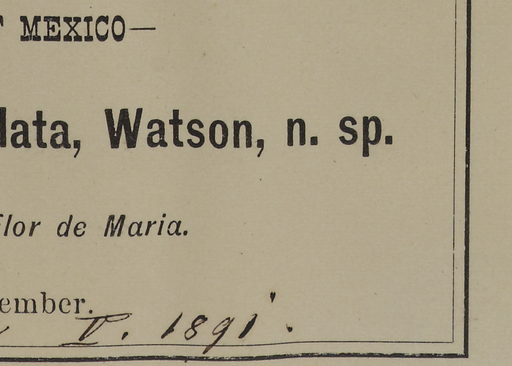 MEXICO—
lata, Watson, n. sp.
flor de Maria.
ember.
V. 1891.